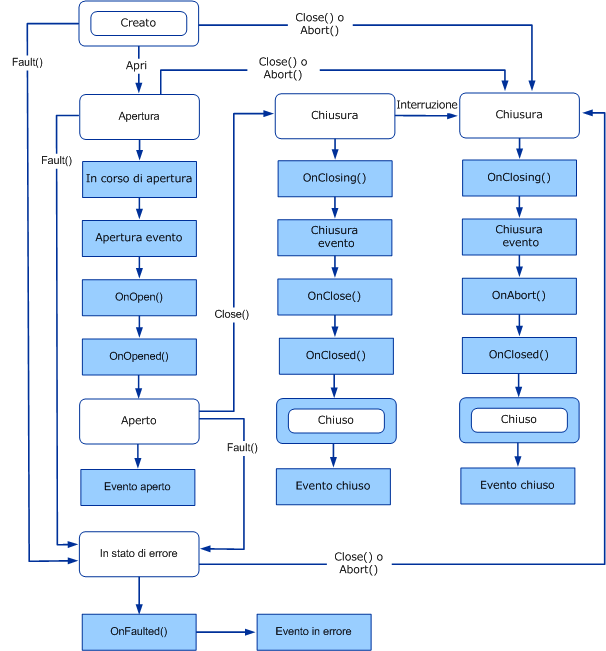 Creato
Close() o
Abort()
Fault()
Apri
Close() o
Abort()
Apertura
Chiusura
Interruzione
Chiusura
Fault()
In corso di apertura
OnClosing()
OnClosing()
Apertura evento
Chiusura
evento
Chiusura
evento
OnOpen()
OnClose()
OnAbort()
Close()
OnOpened()
OnClosed()
OnClosed()
Aperto
Chiuso
Chiuso
Fault()
Evento aperto
Evento chiuso
Evento chiuso
In stato di errore
Close() o
Abort()
OnFaulted()
Evento in errore